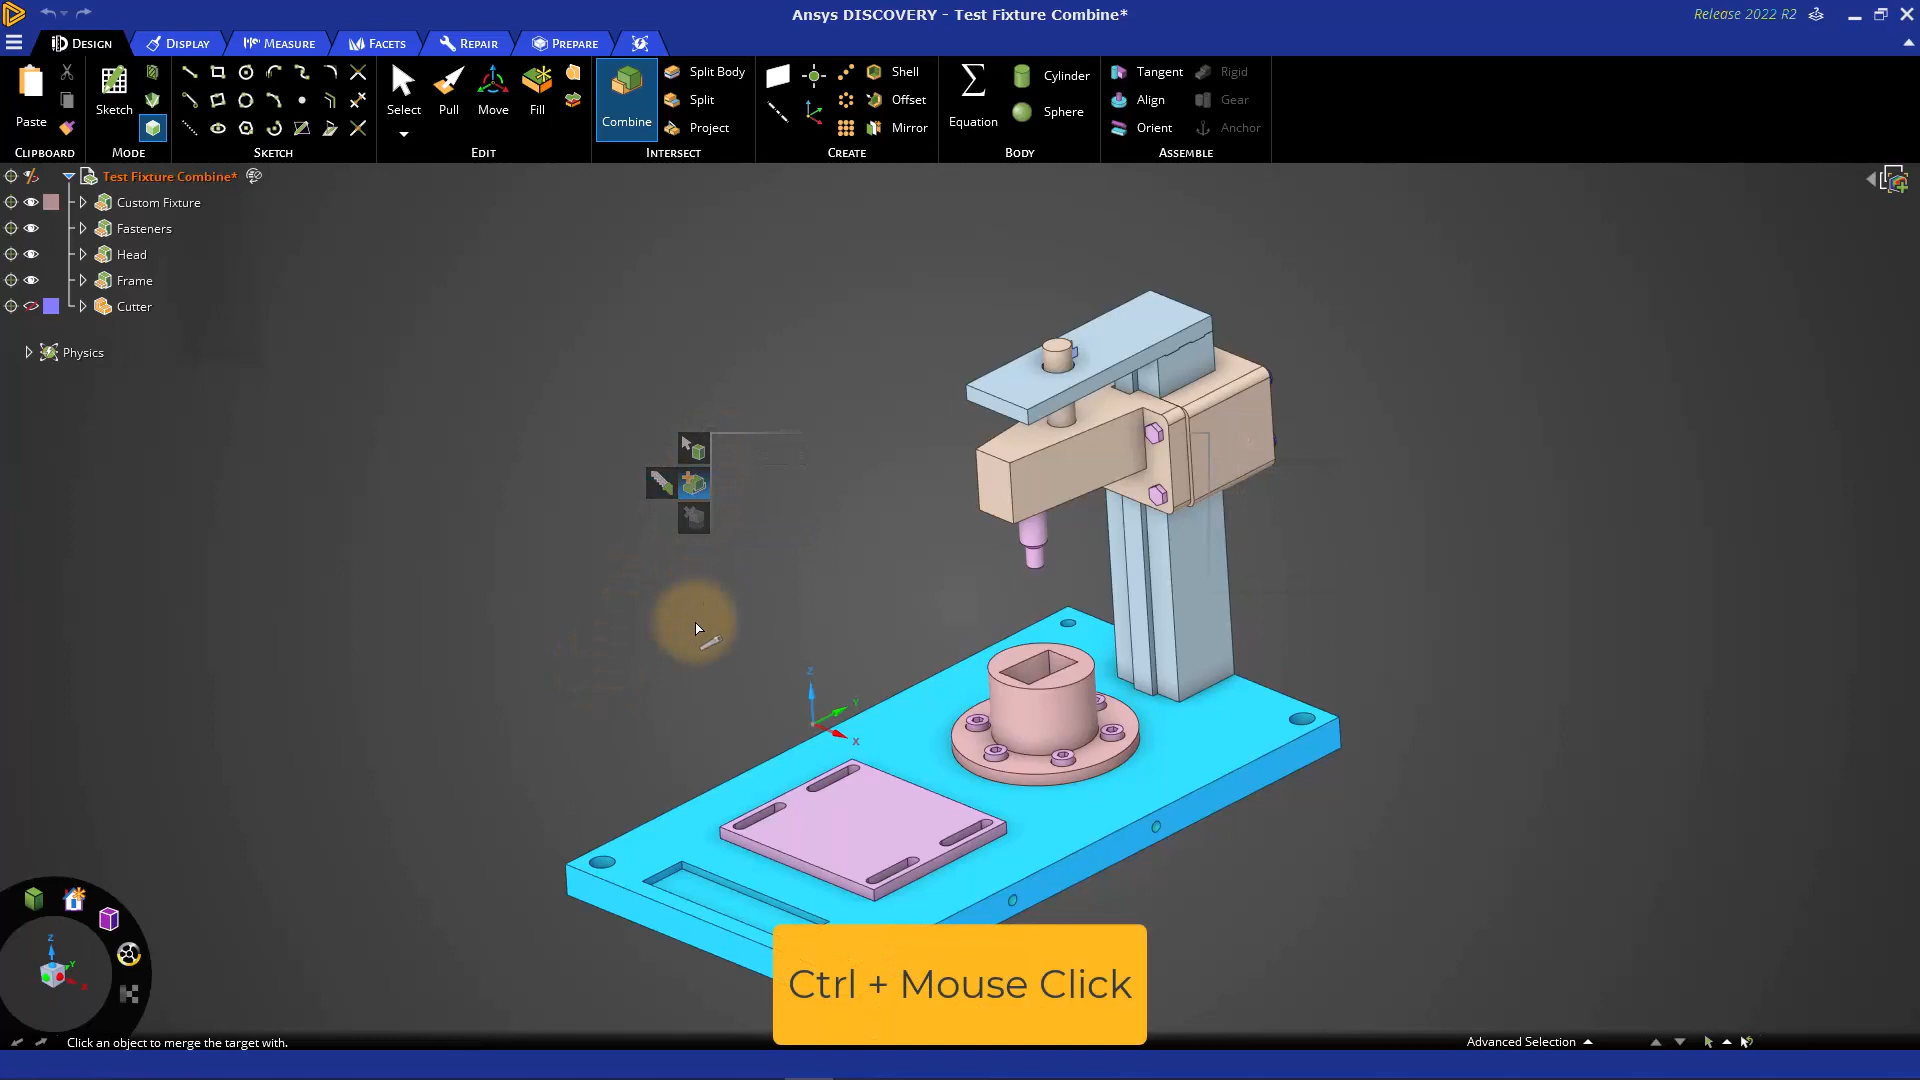 Ansys DISCOVERY - Test Fixture Combine*
Release 2022 R2
DESIGN
DISPLAY
MEASURE
FACETS
REPAIR
PREPARE
Paste
Sketch
Select
Pull
Move
Fill
Combine
Split Body
Split
Project
Shell
Offset
Mirror
Equation
Cylinder
Sphere
Tangent
Align
Orient
Rigid
Gear
Anchor
CLIPBOARD
MODE
SKETCH
EDIT
INTERSECT
CREATE
BODY
ASSEMBLE
Test Fixture Combine*
Custom Fixture
Fasteners
Head
Frame
Cutter
Physics
Z
Y
X
Z
Y
X
Ctrl + Mouse Click
Click an object to merge the target with.
Advanced Selection